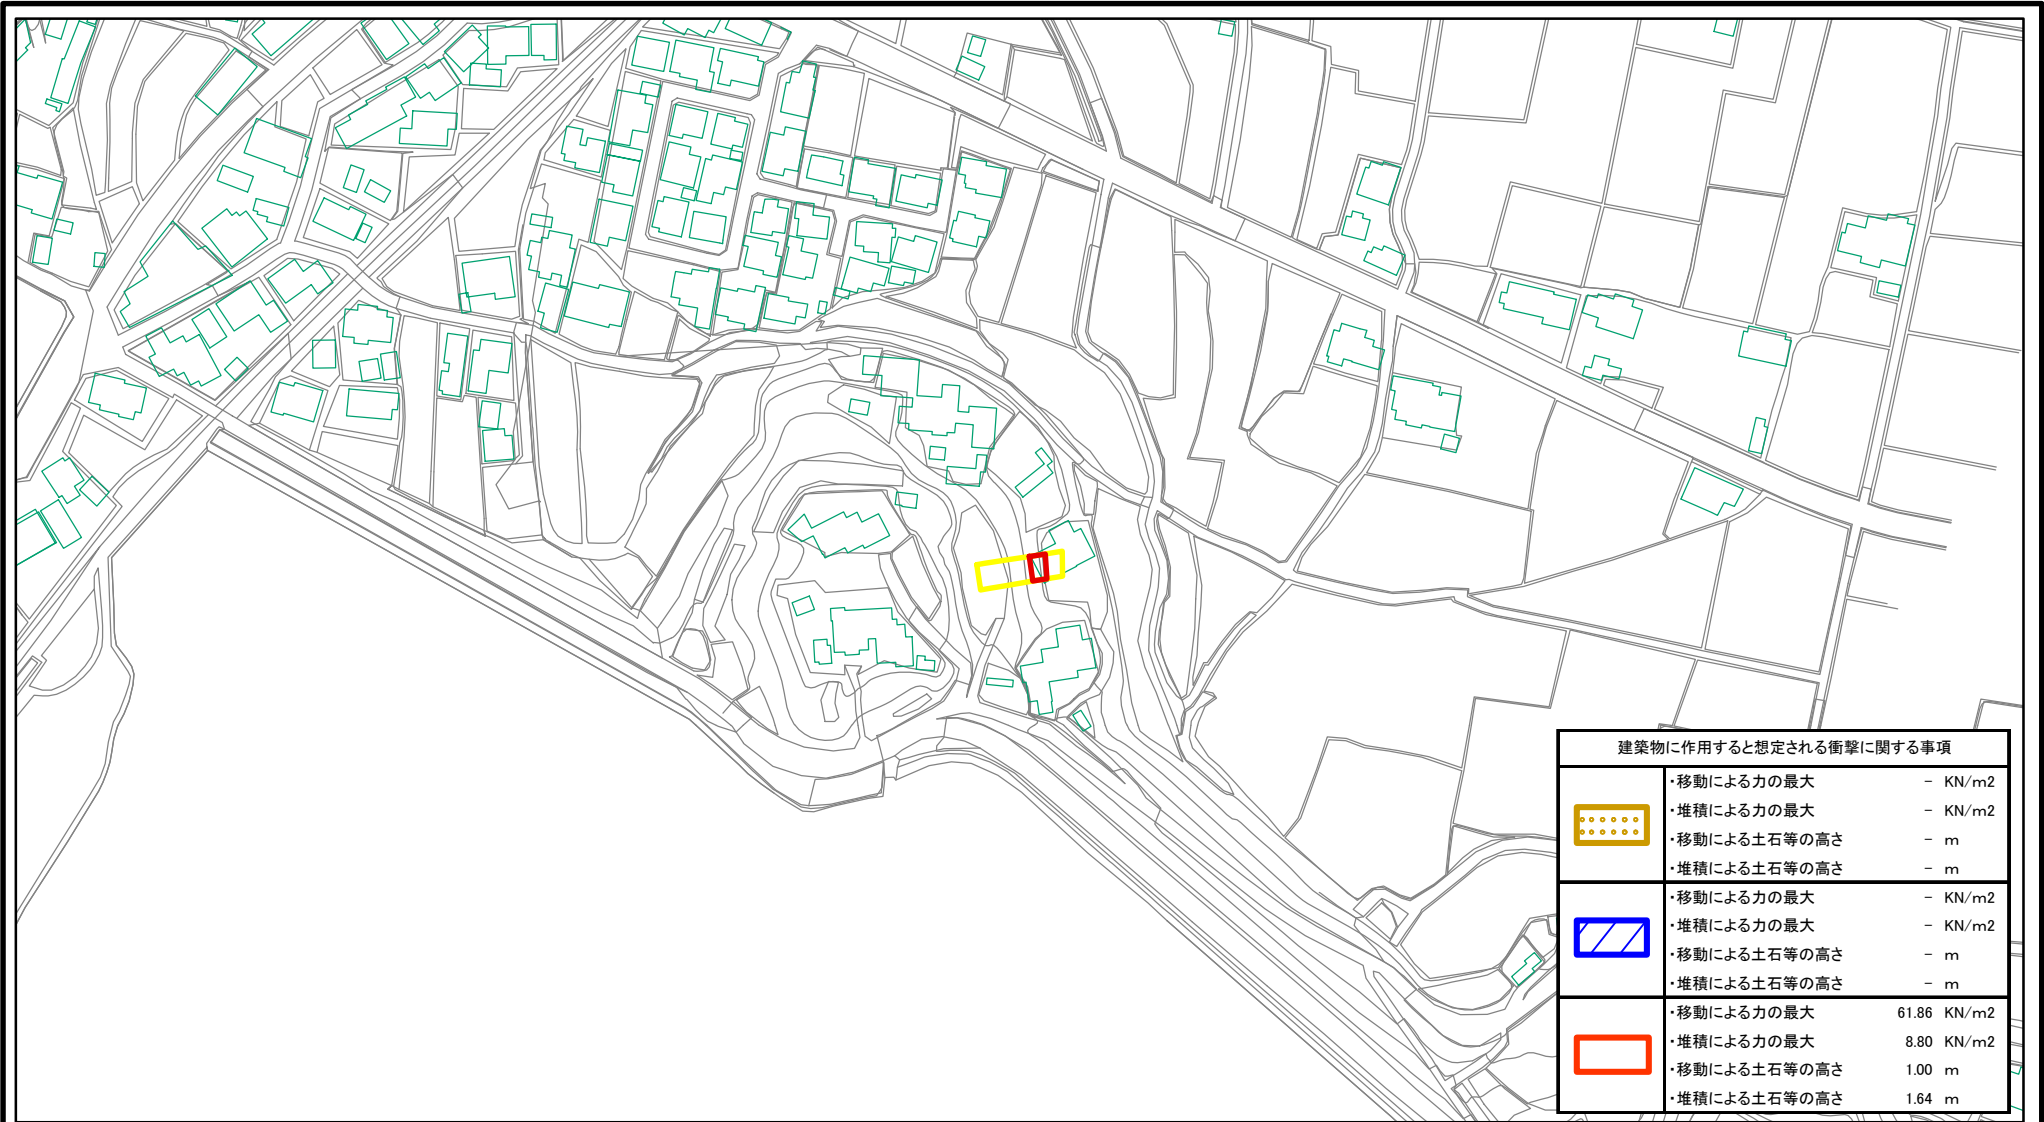 建築物に作用すると想定される衝撃に関する事項
・移動による力の最大 － KN/m2
・堆積による力の最大 － KN/m2
・移動による土石等の高さ － m
・堆積による土石等の高さ － m
・移動による力の最大 － KN/m2
・堆積による力の最大 － KN/m2
・移動による土石等の高さ － m
・堆積による土石等の高さ － m
・移動による力の最大 61.86 KN/m2
・堆積による力の最大 8.80 KN/m2
・移動による土石等の高さ 1.00 m
・堆積による土石等の高さ 1.64 m